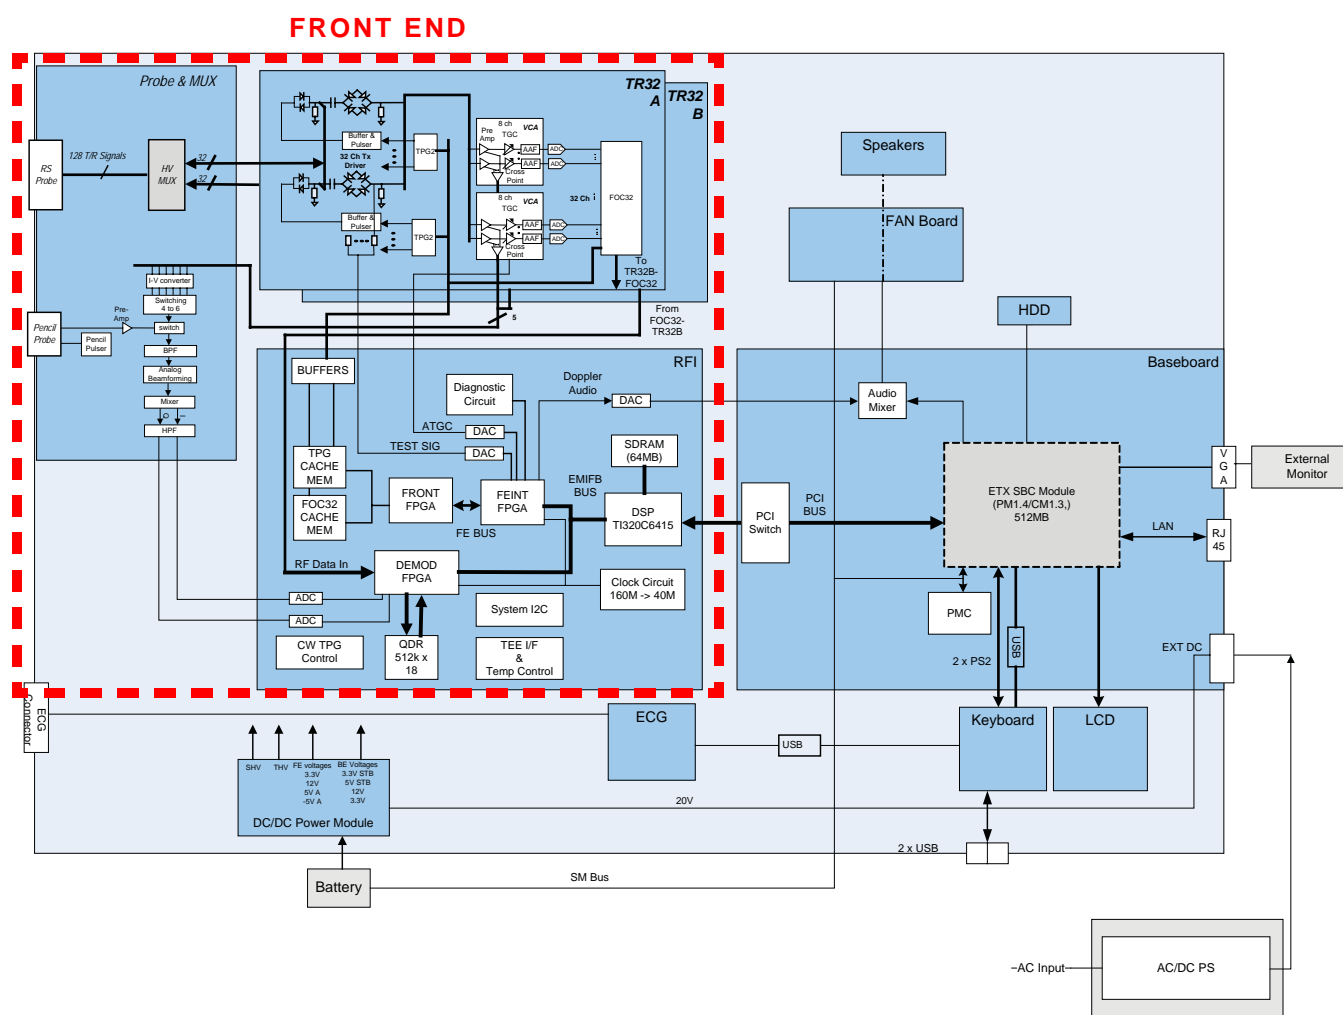 FRONT END
Probe & MUX
TR32
A
TR32
B
RS
Probe
128 T/R Signals
HV
MUX
32
32
Buffer &
Pulser
32 Ch Tx
Driver
TPG2
Buffer &
Pulser
TPG2
8 ch
VCA
TGC
Pre
Amp
AAF
ADC
AAF
ADC
Cross
Point
8 ch
VCA
TGC
AAF
ADC
AAF
ADC
Cross
Point
32 Ch
FOC32
To
TR32B-
FOC32
From
FOC32-
TR32B
5
I-V converter
Switching
4 to 6
Pre-
Amp
switch
Pencil
Probe
Pencil
Pulser
BPF
Analog
Beamforming
Mixer
Q
I
HPF
Speakers
FAN Board
HDD
RFI
BUFFERS
Diagnostic
Circuit
Doppler
Audio
DAC
ATGC
DAC
TEST SIG
DAC
SDRAM
(64MB)
TPG
CACHE
MEM
FOC32
CACHE
MEM
FRONT
FPGA
FE BUS
FEINT
FPGA
EMIFB
BUS
DSP
TI320C6415
RF Data In
DEMOD
FPGA
Clock Circuit
160M -> 40M
ADC
ADC
System I2C
CW TPG
Control
QDR
512k x
18
TEE I/F
&
Temp Control
Baseboard
Audio
Mixer
PCI
Switch
PCI
BUS
ETX SBC Module
(PM1.4/CM1.3,)
512MB
V
G
A
External
Monitor
LAN
RJ
45
PMC
USB
2 x PS2
EXT DC
ECG
Connector
ECG
USB
Keyboard
LCD
SHV
THV
FE voltages
3.3V
12V
5V A
-5V A
BE Voltages
3.3V STB
5V STB
12V
3.3V
DC/DC Power Module
20V
2 x USB
Battery
SM Bus
AC Input
AC/DC PS